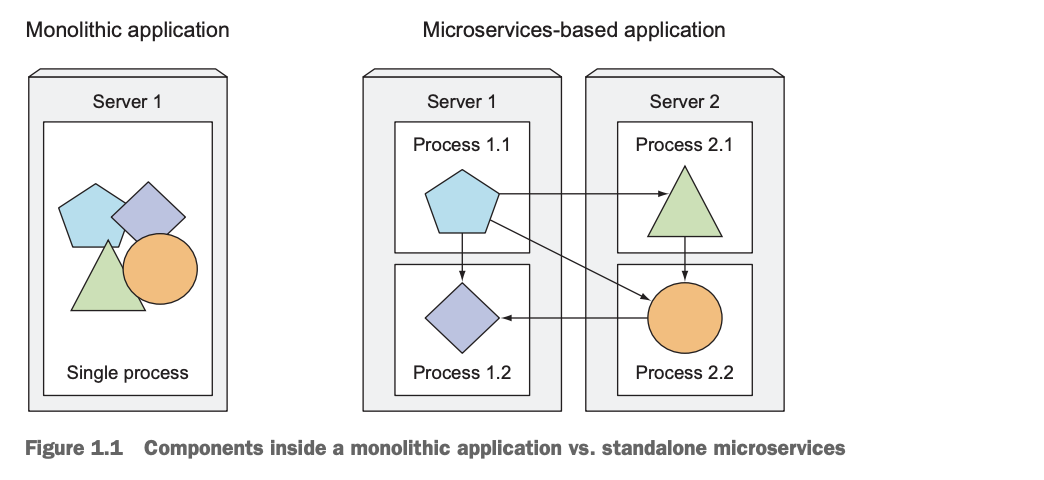 Monolithic application
Microservices-based application
Server 1
Single process
Server 1
Process 1.1
Process 1.2
Server 2
Process 2.1
Process 2.2
Figure 1.1 Components inside a monolithic application vs. standalone microservices